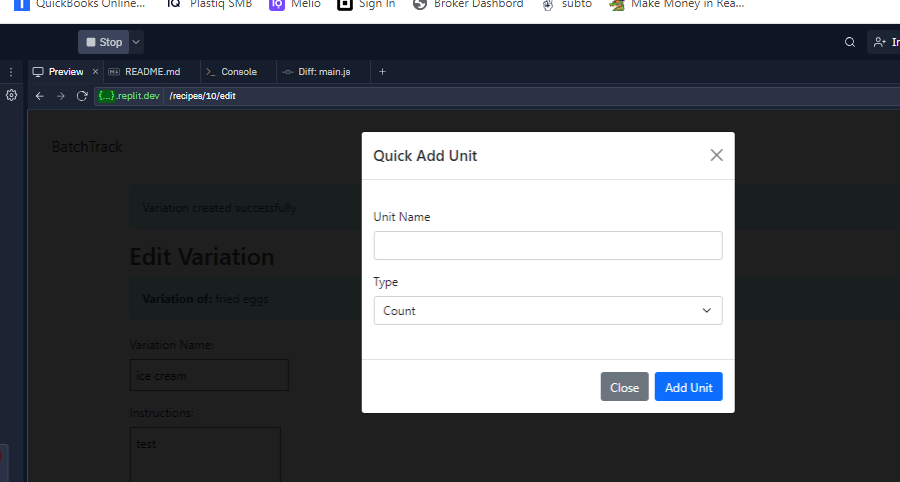 QuickBooks Online... Plastiq SMB Melio Sign In Broker Dashbord subto Make Money in Rea...
Stop
Preview README.md Console Diff: main.js
{...}.replit.dev /recipes/10/edit
BatchTrack
Variation created successfully
Edit Variation
Variation of: fried eggs
Variation Name:
ice cream
Instructions:
test
Quick Add Unit
Unit Name
Type
Count
Close Add Unit